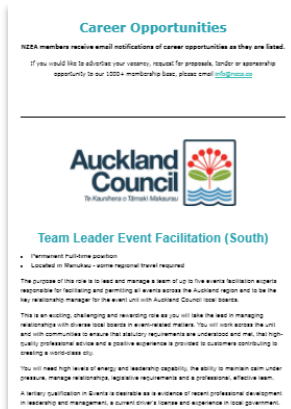 Career Opportunities
NZEA members receive email notifications of career opportunities as they are listed.
If you would like to advertise your vacancy, request for proposals, tender or sponsorship
opportunity to our 1000+ membership base, please email info@nzea.co
Auckland
Council
Te Kaunihera o Tāmaki Makaurau
Team Leader Event Facilitation (South)
• Permanent Full-time position
• Located in Manukau - some regional travel required
The purpose of this role is to lead and manage a team of up to five events facilitation experts
responsible for facilitating and permitting all events across the Auckland region and to be the
key relationship manager for the event unit with Auckland Council local boards.
This is an exciting, challenging and rewarding role as you will take the lead in managing
relationships with diverse local boards in event-related matters. You will work across the unit
and with communities to ensure that statutory requirements are understood and met, that high-
quality professional advice and a positive experience is provided to customers contributing to
creating a world-class city.
You will need high levels of energy and leadership capability, the ability to maintain calm under
pressure, manage relationships, legislative requirements and a professional, effective team.
A tertiary qualification in Events is desirable as is evidence of recent professional development
in leadership and management, a current driver's license and experience in local government.